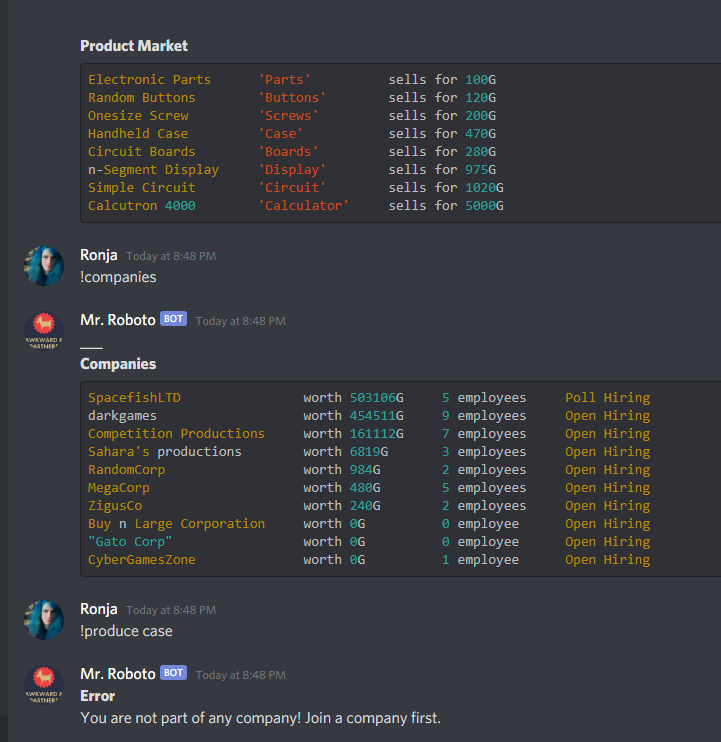 Product Market
Electronic Parts 'Parts' sells for 100G
Random Buttons 'Buttons' sells for 120G
Onesize Screw 'Screws' sells for 200G
Handheld Case 'Case' sells for 470G
Circuit Boards 'Boards' sells for 280G
n-Segment Display 'Display' sells for 975G
Simple Circuit 'Circuit' sells for 1020G
Calcutron 4000 'Calculator' sells for 5000G
Ronja Today at 8:48 PM
!companies
Mr. Roboto BOT Today at 8:48 PM
Companies
SpacefishLTD worth 503106G 5 employees Poll Hiring
darkgames worth 454511G 9 employees Open Hiring
Competition Productions worth 161112G 7 employees Open Hiring
Sahara's productions worth 6819G 3 employees Open Hiring
RandomCorp worth 984G 2 employees Open Hiring
MegaCorp worth 480G 5 employees Open Hiring
ZigusCo worth 240G 2 employees Open Hiring
Buy n Large Corporation worth 0G 0 employee Open Hiring
"Gato Corp" worth 0G 0 employee Open Hiring
CyberGamesZone worth 0G 1 employee Open Hiring
Ronja Today at 8:48 PM
!produce case
Mr. Roboto BOT Today at 8:48 PM
Error
You are not part of any company! Join a company first.